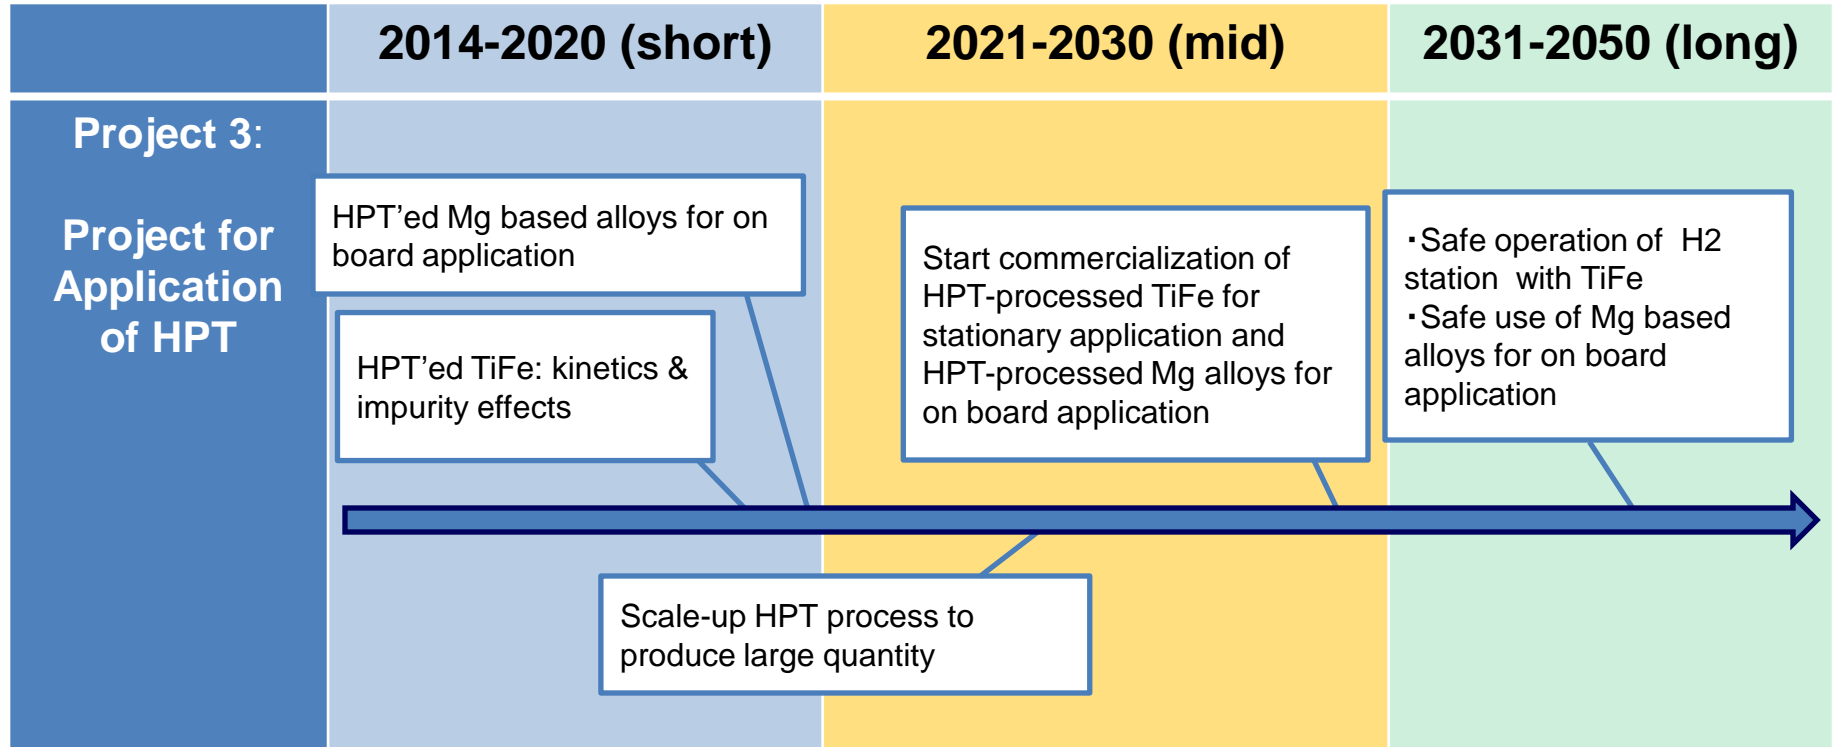 2014-2020 (short)
2021-2030 (mid)
2031-2050 (long)
Project 3:
Project for
Application
of HPT
HPT’ed Mg based alloys for on
board application
HPT’ed TiFe: kinetics &
impurity effects
Start commercialization of
HPT-processed TiFe for
stationary application and
HPT-processed Mg alloys for
on board application
・Safe operation of  H2
station  with TiFe
・Safe use of Mg based
alloys for on board
application
Scale-up HPT process to
produce large quantity